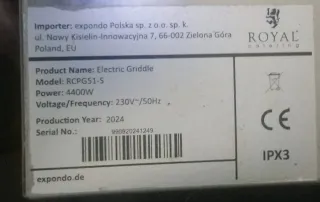 Importer: expondo Polska sp. z o.o. sp. k.
ul. Nowy Kisielin-Innowacyjna 7, 66-002 Zielona Góra
Poland, EU
ROYAL
catering
Product Name: Electric Griddle
Model: RCPG51-S
Power: 4400W
Voltage/Frequency: 230V~/50Hz
Production Year: 2024
Serial No.:
990920241249
CE
IPX3
expondo.de